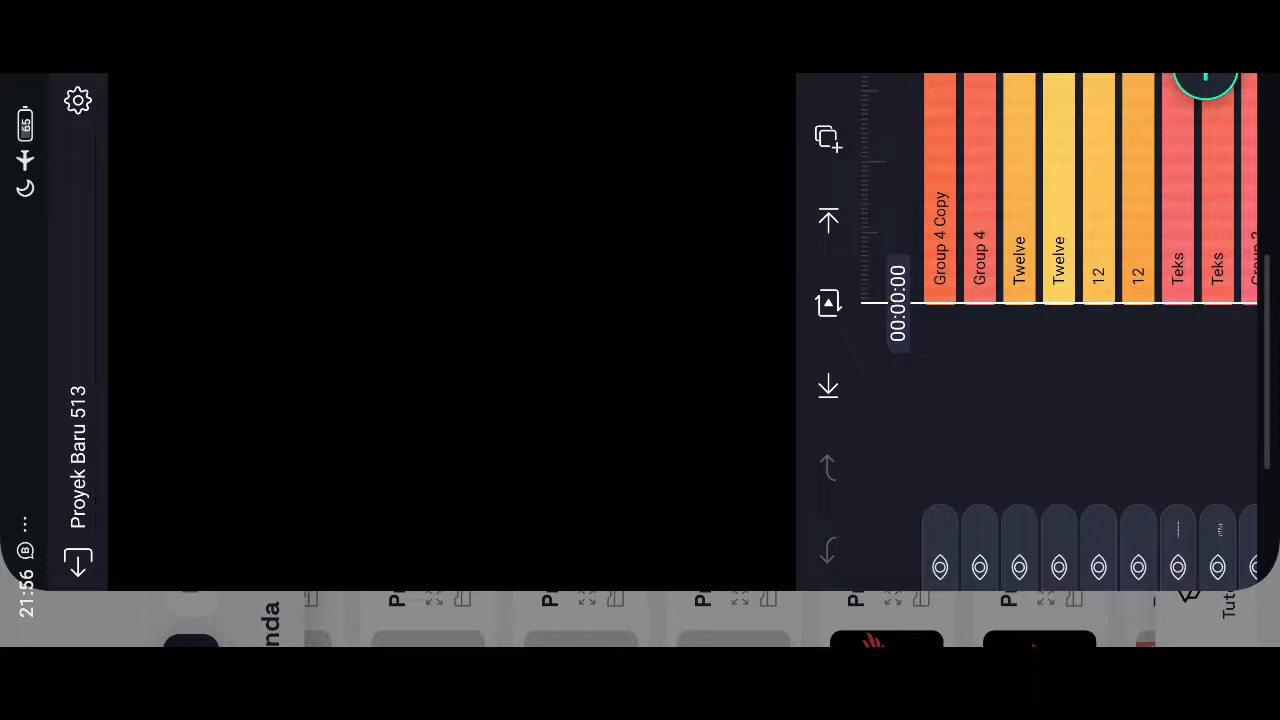 21:56
65
Proyek Baru 513
00:00:00
Group 4 Copy
Group 4
Twelve
Twelve
12
12
Teks
Teks
nda